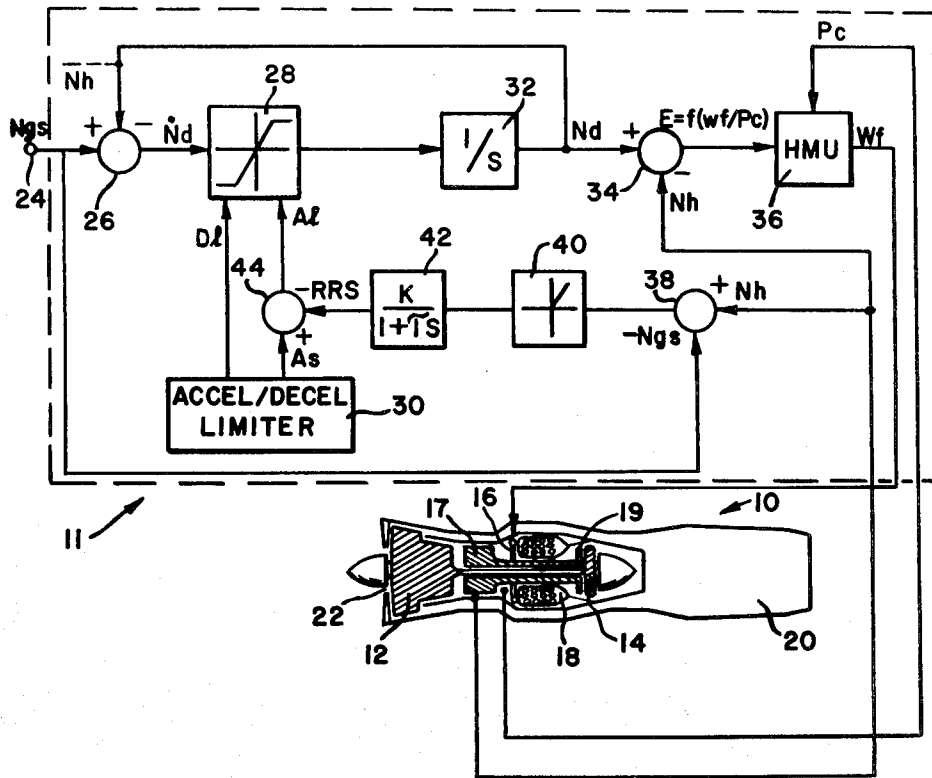 Pc
Nh
28
32
Ngs
+
-
Ṅd
1/S
Nd
+
E=f(wf/Pc)
HMU
Wf
24
26
34
-
Nh
36
Dl
Al
42
40
44
-RRS
K
1+τS
38
+
Nh
-Ngs
+
As
ACCEL/DECEL
LIMITER
30
11
17
16
19
10
22
12
18
14
20